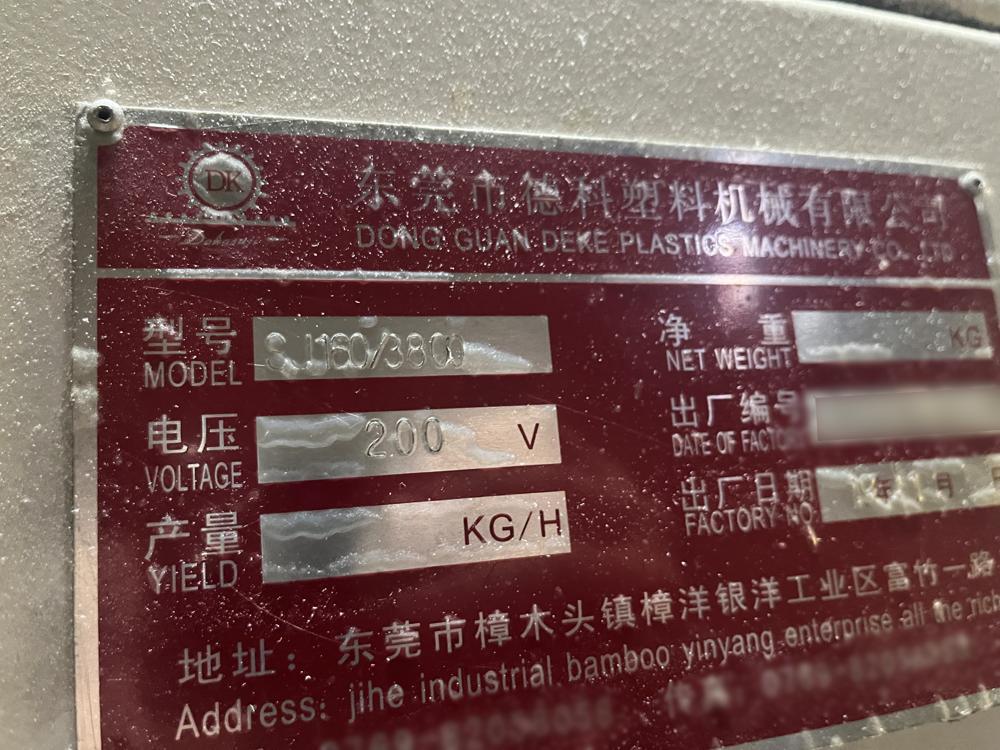 DK
东莞市德科塑料机械有限公司
DONG GUAN DEKE PLASTICS MACHINERY CO. LTD
型号 SJ160/3800
MODEL
净重 KG
NET WEIGHT
电压 200 V
VOLTAGE
出厂编号
DATE OF FACTO
产量 KG/H
YIELD
出厂日期 年 月
FACTORY NO.
地址：东莞市樟木头镇樟洋银洋工业区富竹一路
Address: jihe industrial bamboo yinyang enterprise all the rich